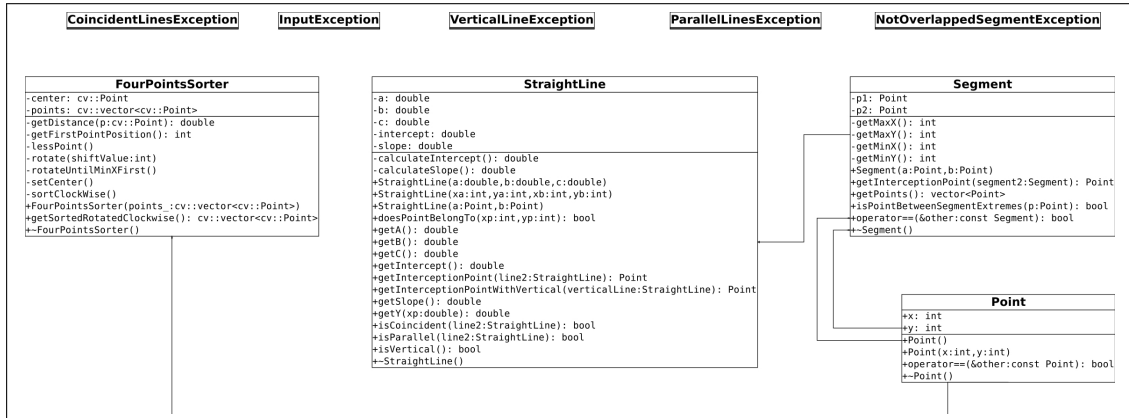 CoincidentLinesException
InputException
VerticalLineException
ParallelLinesException
NotOverlappedSegmentException
FourPointsSorter
-center: cv::Point
-points: cv::vector<cv::Point>
-getDistance(p:cv::Point): double
-getFirstPointPosition(): int
-lessPoint()
-rotate(shiftValue:int)
-rotateUntilMinXFirst()
-setCenter()
-sortClockWise()
+FourPointsSorter(points_:cv::vector<cv::Point>)
+getSortedRotatedClockwise(): cv::vector<cv::Point>
+~FourPointsSorter()
StraightLine
-a: double
-b: double
-c: double
-intercept: double
-slope: double
-calculateIntercept(): double
-calculateSlope(): double
+StraightLine(a:double,b:double,c:double)
+StraightLine(xa:int,ya:int,xb:int,yb:int)
+StraightLine(a:Point,b:Point)
+doesPointBelongTo(xp:int,yp:int): bool
+getA(): double
+getB(): double
+getC(): double
+getIntercept(): double
+getInterceptionPoint(line2:StraightLine): Point
+getInterceptionPointWithVertical(verticalLine:StraightLine): Point
+getSlope(): double
+getY(xp:double): double
+isCoincident(line2:StraightLine): bool
+isParallel(line2:StraightLine): bool
+isVertical(): bool
+~StraightLine()
Segment
-p1: Point
-p2: Point
-getMaxX(): int
-getMaxY(): int
-getMinX(): int
-getMinY(): int
+Segment(a:Point,b:Point)
+getInterceptionPoint(segment2:Segment): Point
+getPoints(): vector<Point>
+isPointBetweenSegmentExtremes(p:Point): bool
+operator==(&other:const Segment): bool
+~Segment()
Point
+x: int
+y: int
+Point()
+Point(x:int,y:int)
+operator==(&other:const Point): bool
+~Point()